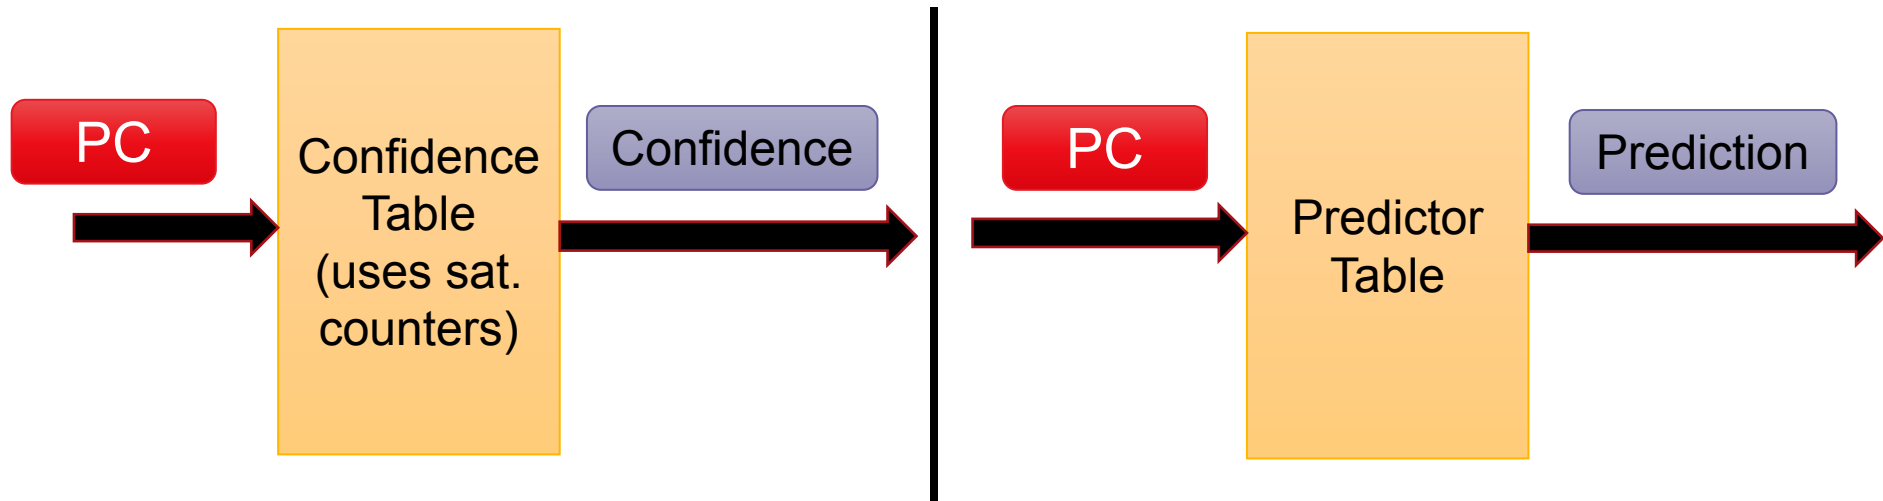 PC
Confidence
Table
(uses sat.
counters)
Confidence
PC
Predictor
Table
Prediction